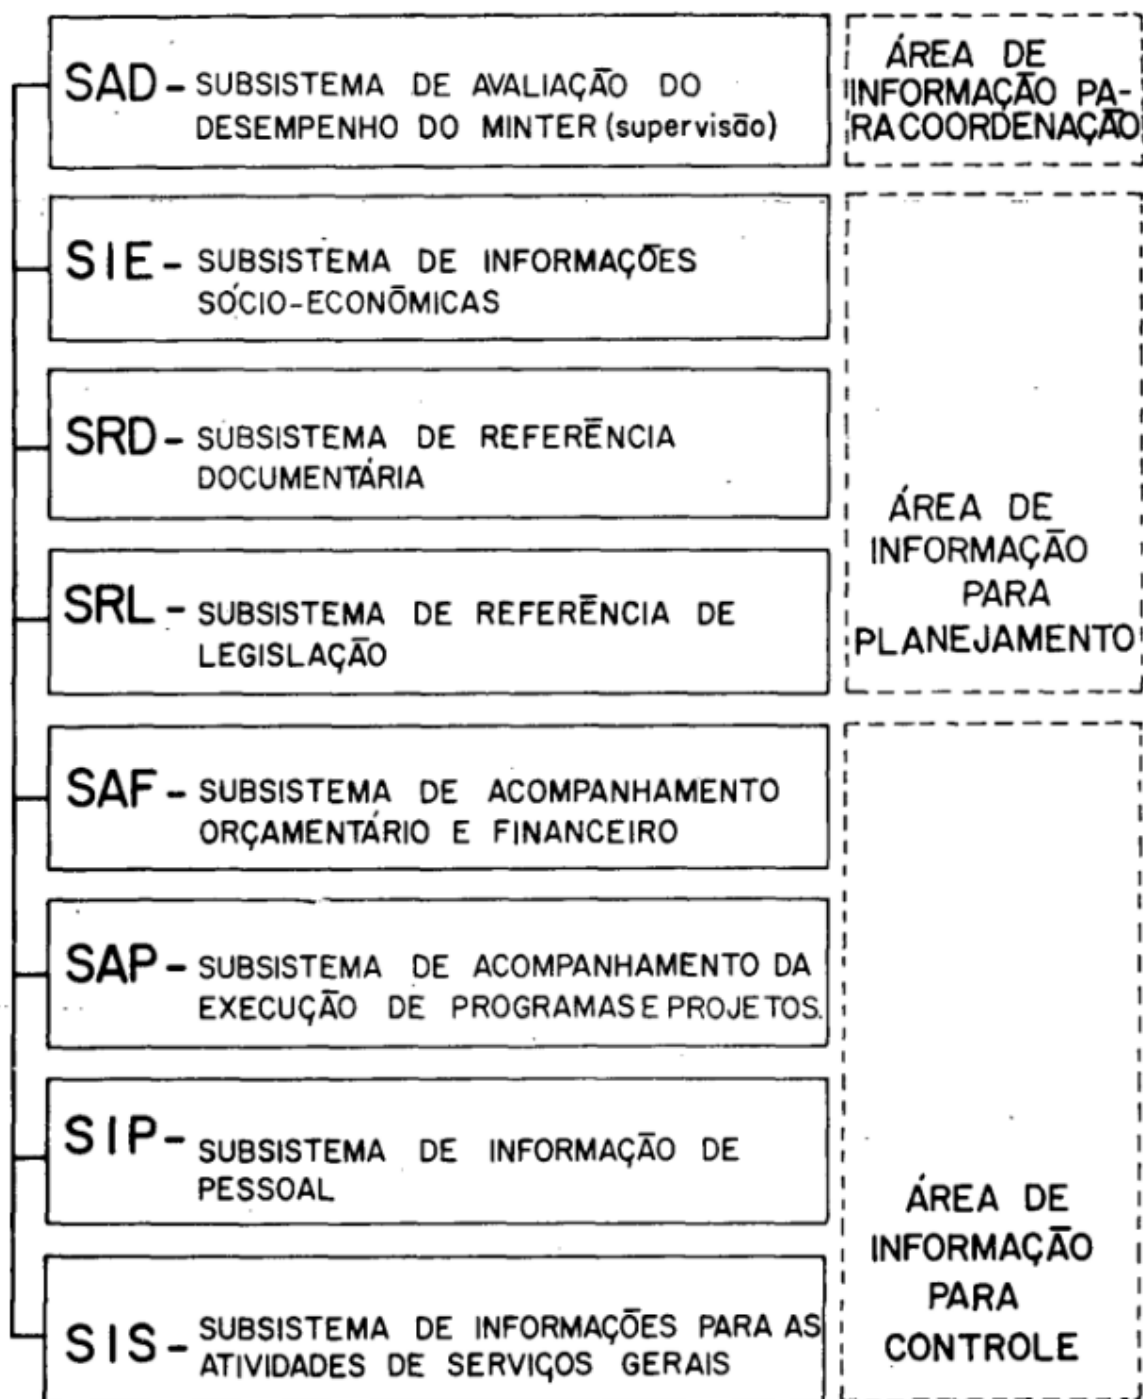 SAD - SUBSISTEMA DE AVALIAÇÃO DO
DESEMPENHO DO MINTER (supervisão)
ÁREA DE
INFORMAÇÃO PA-
RA COORDENAÇÃO
SIE - SUBSISTEMA DE INFORMAÇÕES
SÓCIO-ECONÔMICAS
SRD - SUBSISTEMA DE REFERÊNCIA
DOCUMENTÁRIA
SRL - SUBSISTEMA DE REFERÊNCIA DE
LEGISLAÇÃO
ÁREA DE
INFORMAÇÃO
PARA
PLANEJAMENTO
SAF - SUBSISTEMA DE ACOMPANHAMENTO
ORÇAMENTÁRIO E FINANCEIRO
SAP - SUBSISTEMA DE ACOMPANHAMENTO DA
EXECUÇÃO DE PROGRAMAS E PROJETOS.
SIP - SUBSISTEMA DE INFORMAÇÃO DE
PESSOAL
SIS - SUBSISTEMA DE INFORMAÇÕES PARA AS
ATIVIDADES DE SERVIÇOS GERAIS
ÁREA DE
INFORMAÇÃO
PARA
CONTROLE